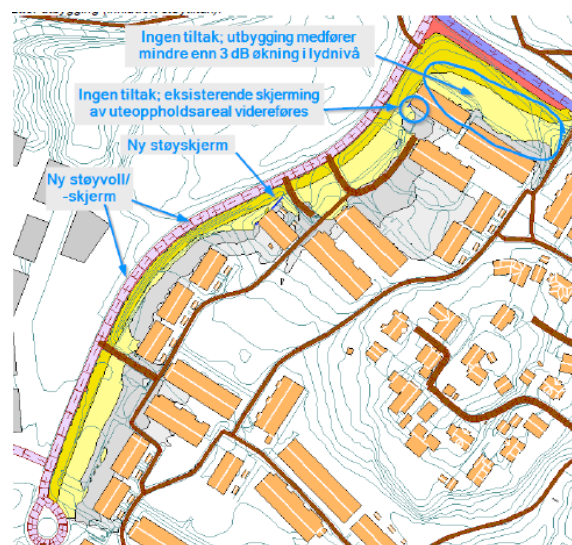 Ingen tiltak; utbygging medfører
mindre enn 3 dB økning i lydnivå
Ingen tiltak; eksisterende skjerming
av uteoppholdsareal videreføres
Ny støyskjerm
Ny støyvoll/
-skjerm